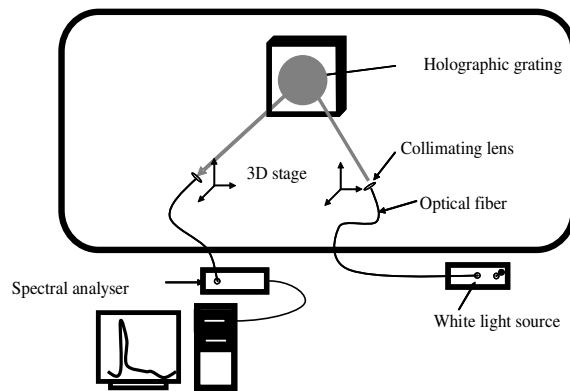 Holographic grating
Collimating lens
3D stage
Optical fiber
Spectral analyser
White light source